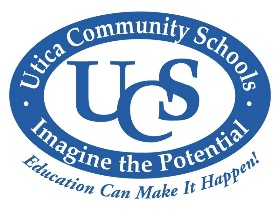 · Utica Community Schools ·
UCS
Imagine the Potential
Education Can Make It Happen!